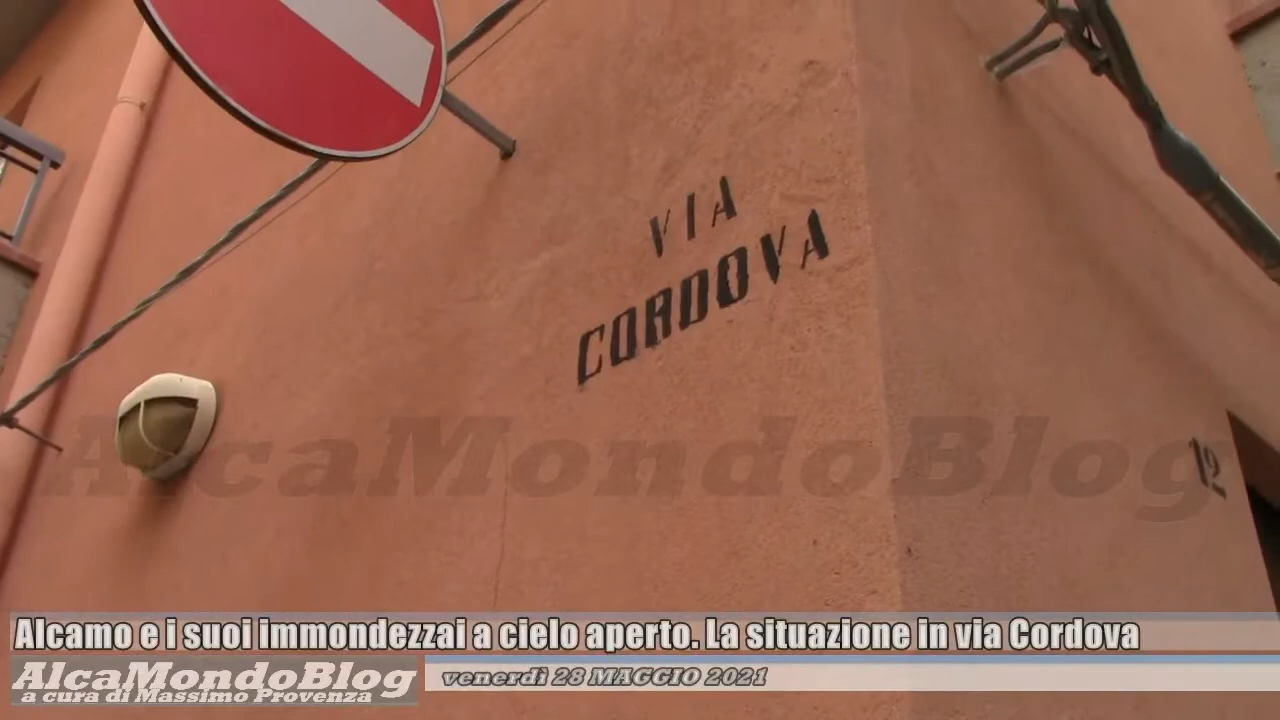 VIA
CORDOVA
AlcaMondoBlog
Alcamo e i suoi immondezzai a cielo aperto. La situazione in via Cordova
AlcaMondoBlog
a cura di Massimo Provenza
venerdì 28 MAGGIO 2021